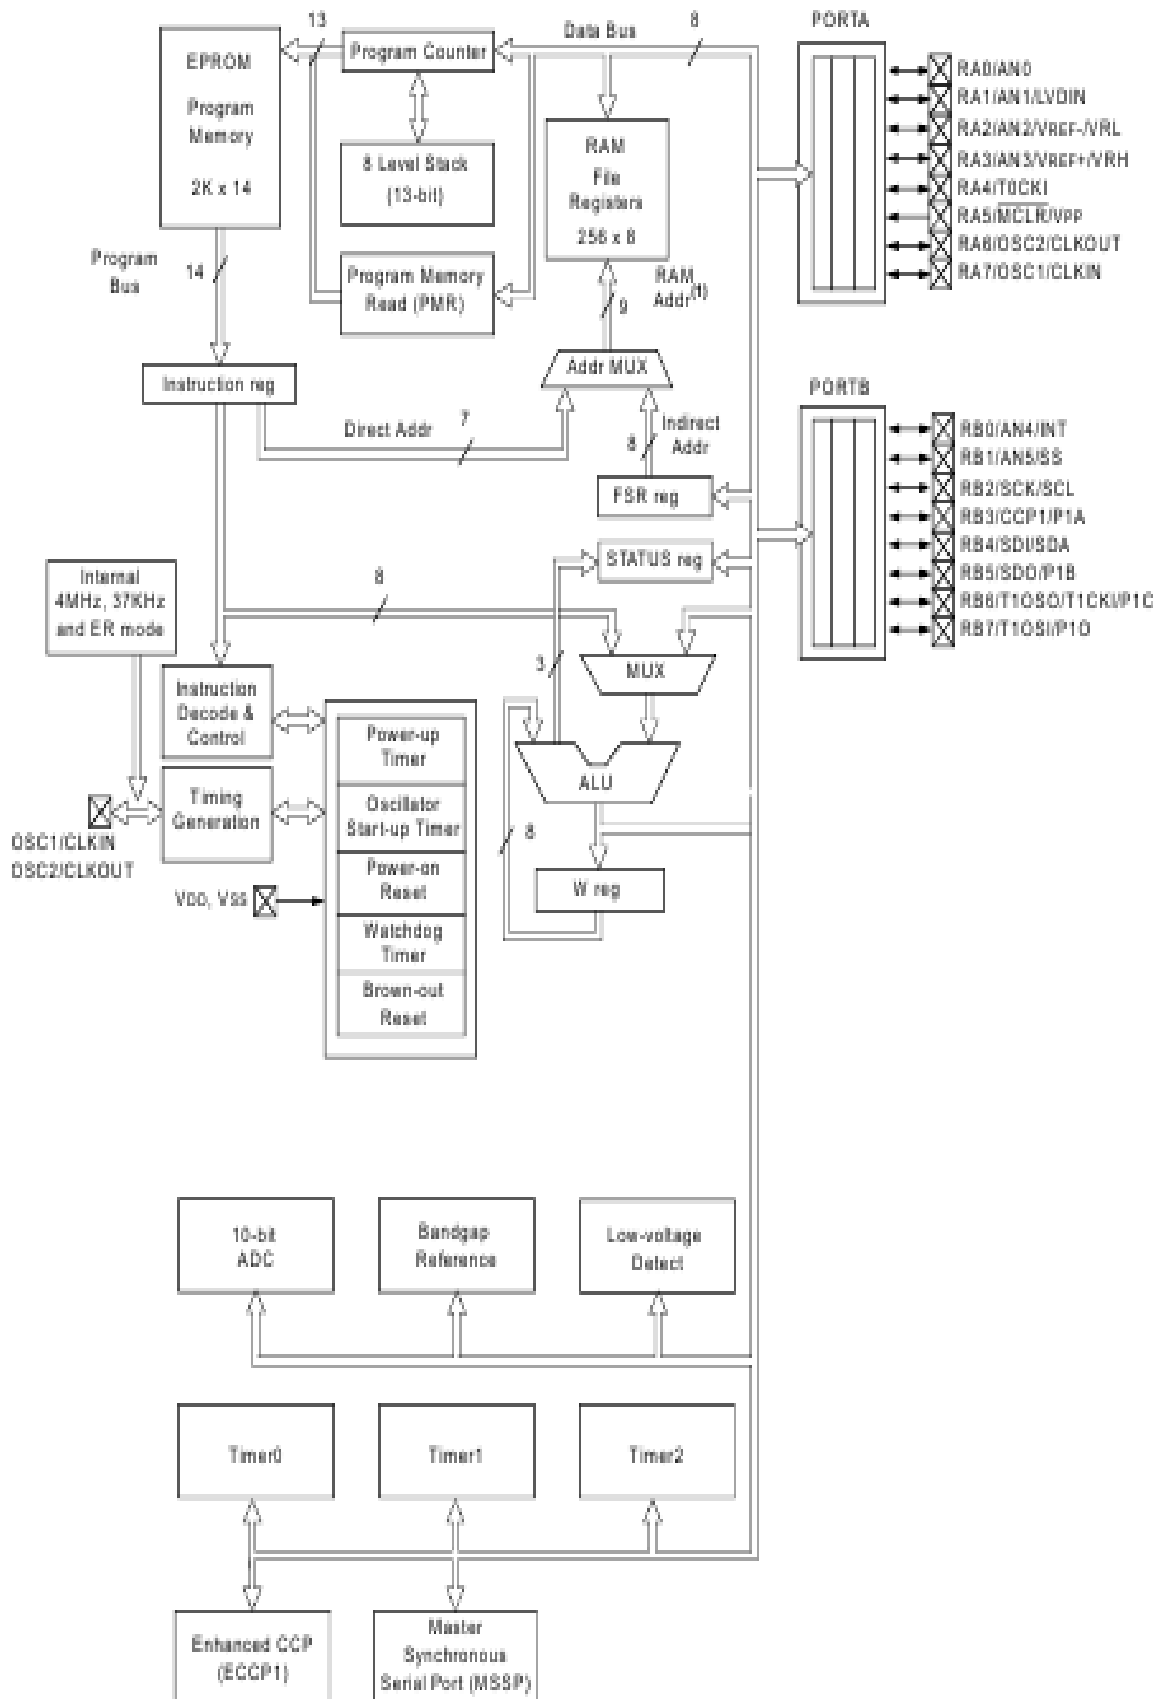 13
Data Bus
8
PORTA
EPROM
Program
Memory
2K x 14
Program Counter
8 Level Stack
(13-bit)
RAM
File
Registers
256 x 8
RA0/AN0
RA1/AN1/LVDIN
RA2/AN2/VREF-/VRL
RA3/AN3/VREF+/VRH
RA4/T0CKI
RA5/MCLR/VPP
RA6/OSC2/CLKOUT
RA7/OSC1/CLKIN
Program
Bus
14
Program Memory
Read (PMR)
RAM
Addr(1)
9
Addr MUX
Instruction reg
Direct Addr
7
Indirect
Addr
8
FSR reg
STATUS reg
PORTB
RB0/AN4/INT
RB1/AN5/SS
RB2/SCK/SCL
RB3/CCP1/P1A
RB4/SDI/SDA
RB5/SDO/P1B
RB6/T1OSO/T1CKI/P1C
RB7/T1OSI/P1D
Internal
4MHz, 37KHz
and ER mode
8
3
MUX
Instruction
Decode &
Control
Timing
Generation
OSC1/CLKIN
OSC2/CLKOUT
VDD, VSS
Power-up
Timer
Oscillator
Start-up Timer
Power-on
Reset
Watchdog
Timer
Brown-out
Reset
ALU
8
W reg
10-bit
ADC
Bandgap
Reference
Low-voltage
Detect
Timer0
Timer1
Timer2
Enhanced CCP
(ECCP1)
Master
Synchronous
Serial Port (MSSP)